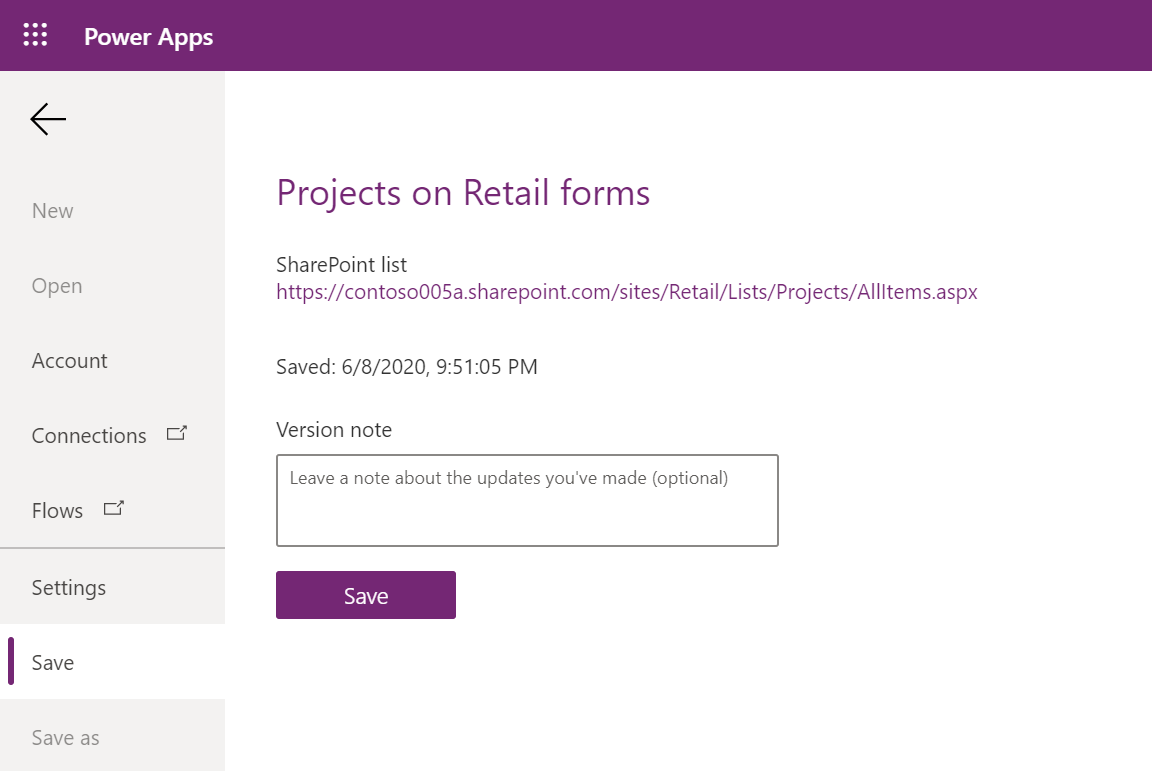 Power Apps
New
Open
Account
Connections
Flows
Settings
Save
Save as
Projects on Retail forms
SharePoint list
https://contoso005a.sharepoint.com/sites/Retail/Lists/Projects/AllItems.aspx
Saved: 6/8/2020, 9:51:05 PM
Version note
Leave a note about the updates you've made (optional)
Save